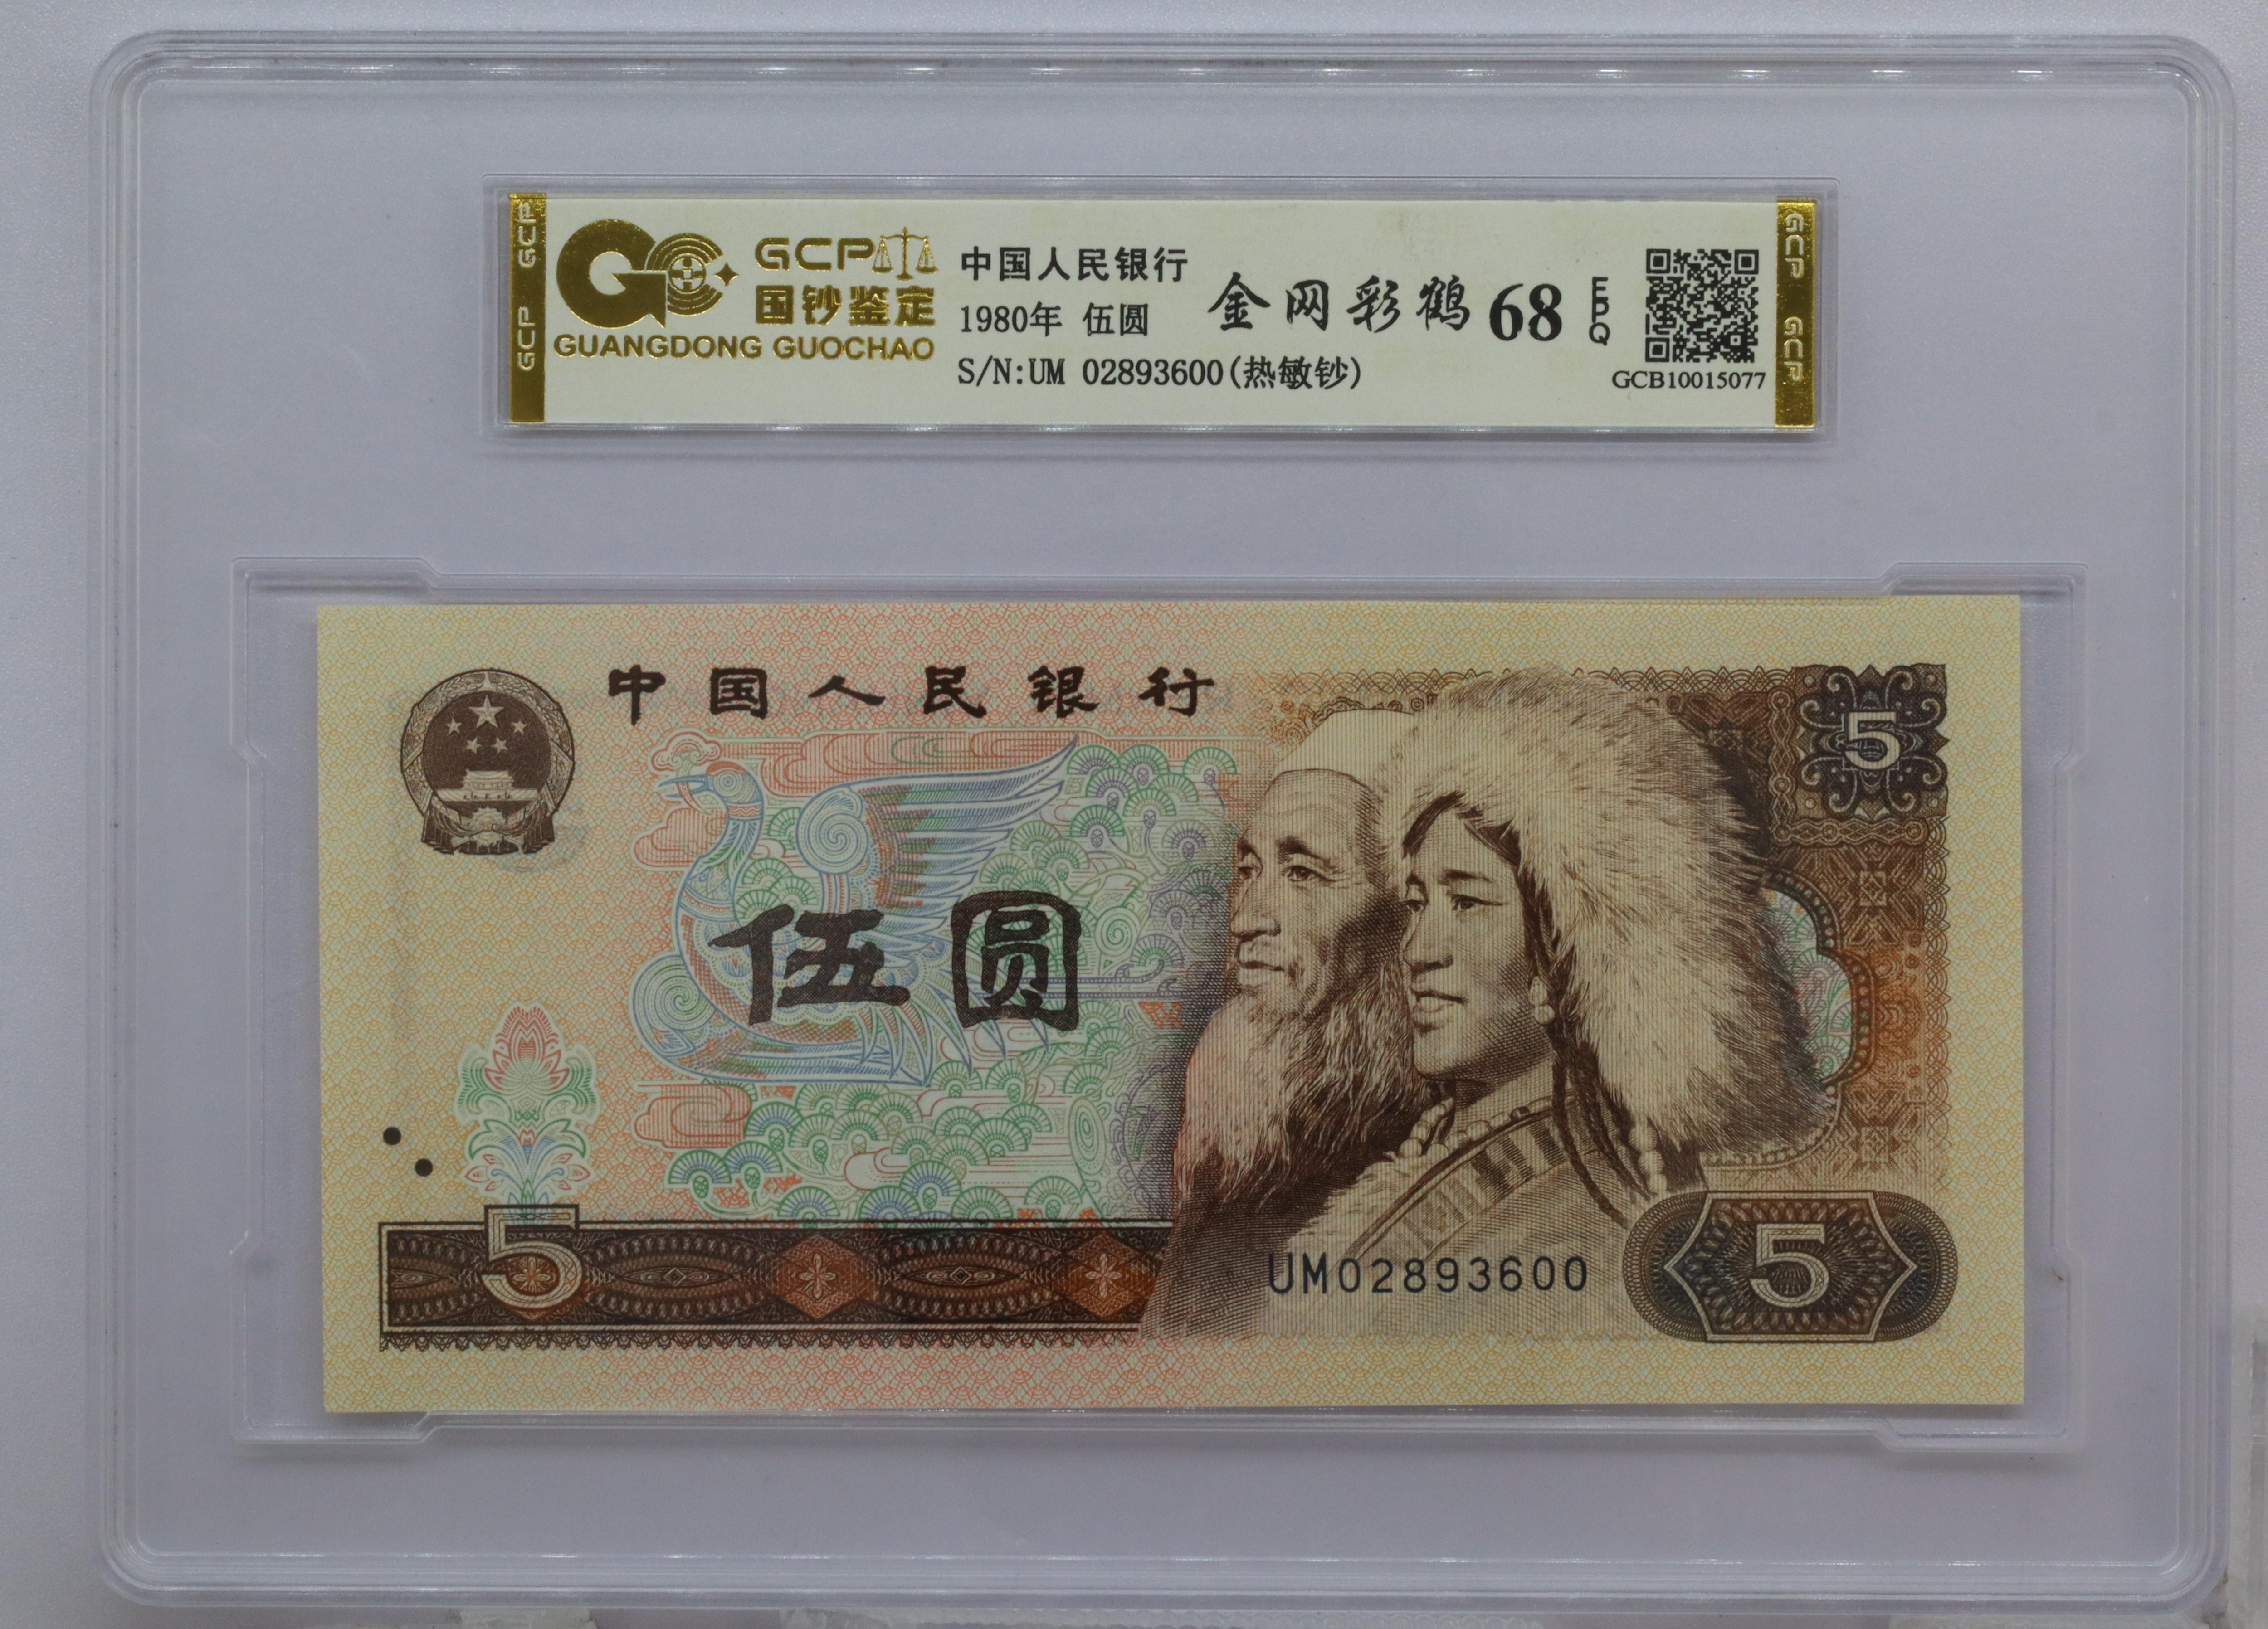 GCP GCP
GCP
国钞鉴定
GUANGDONG GUOCHAO
中国人民银行
1980年 伍圆
S/N:UM 02893600(热敏钞)
金网彩鹤 68 EPQ
GCB10015077
GCP GCP
中国人民银行
5
伍圆
5
UM02893600
5